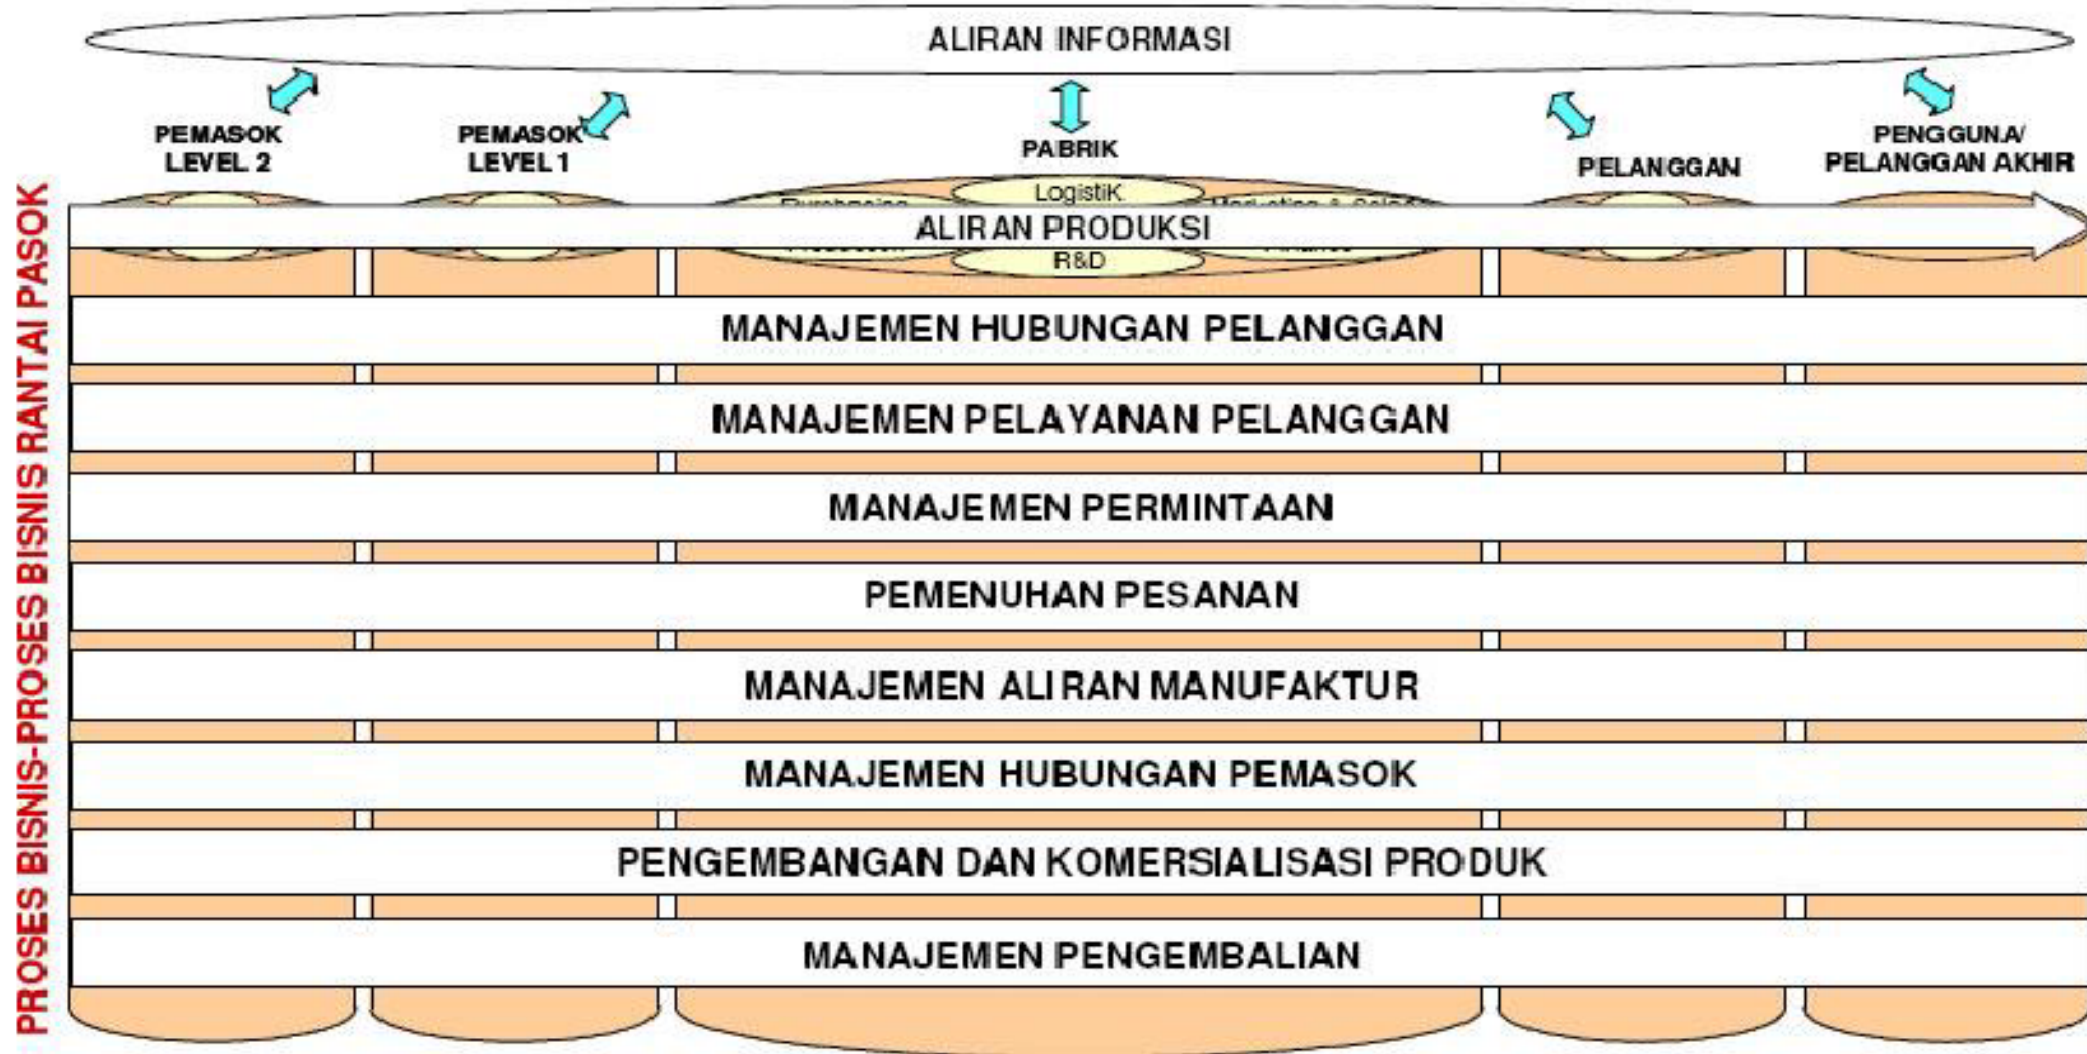 ALIRAN INFORMASI
PEMASOK
LEVEL 2
PEMASOK
LEVEL 1
PABRIK
PELANGGAN
PENGGUNA/
PELANGGAN AKHIR
Logistik
ALIRAN PRODUKSI
R&D
PROSES BISNIS-PROSES BISNIS RANTAI PASOK
MANAJEMEN HUBUNGAN PELANGGAN
MANAJEMEN PELAYANAN PELANGGAN
MANAJEMEN PERMINTAAN
PEMENUHAN PESANAN
MANAJEMEN ALIRAN MANUFAKTUR
MANAJEMEN HUBUNGAN PEMASOK
PENGEMBANGAN DAN KOMERSIALISASI PRODUK
MANAJEMEN PENGEMBALIAN